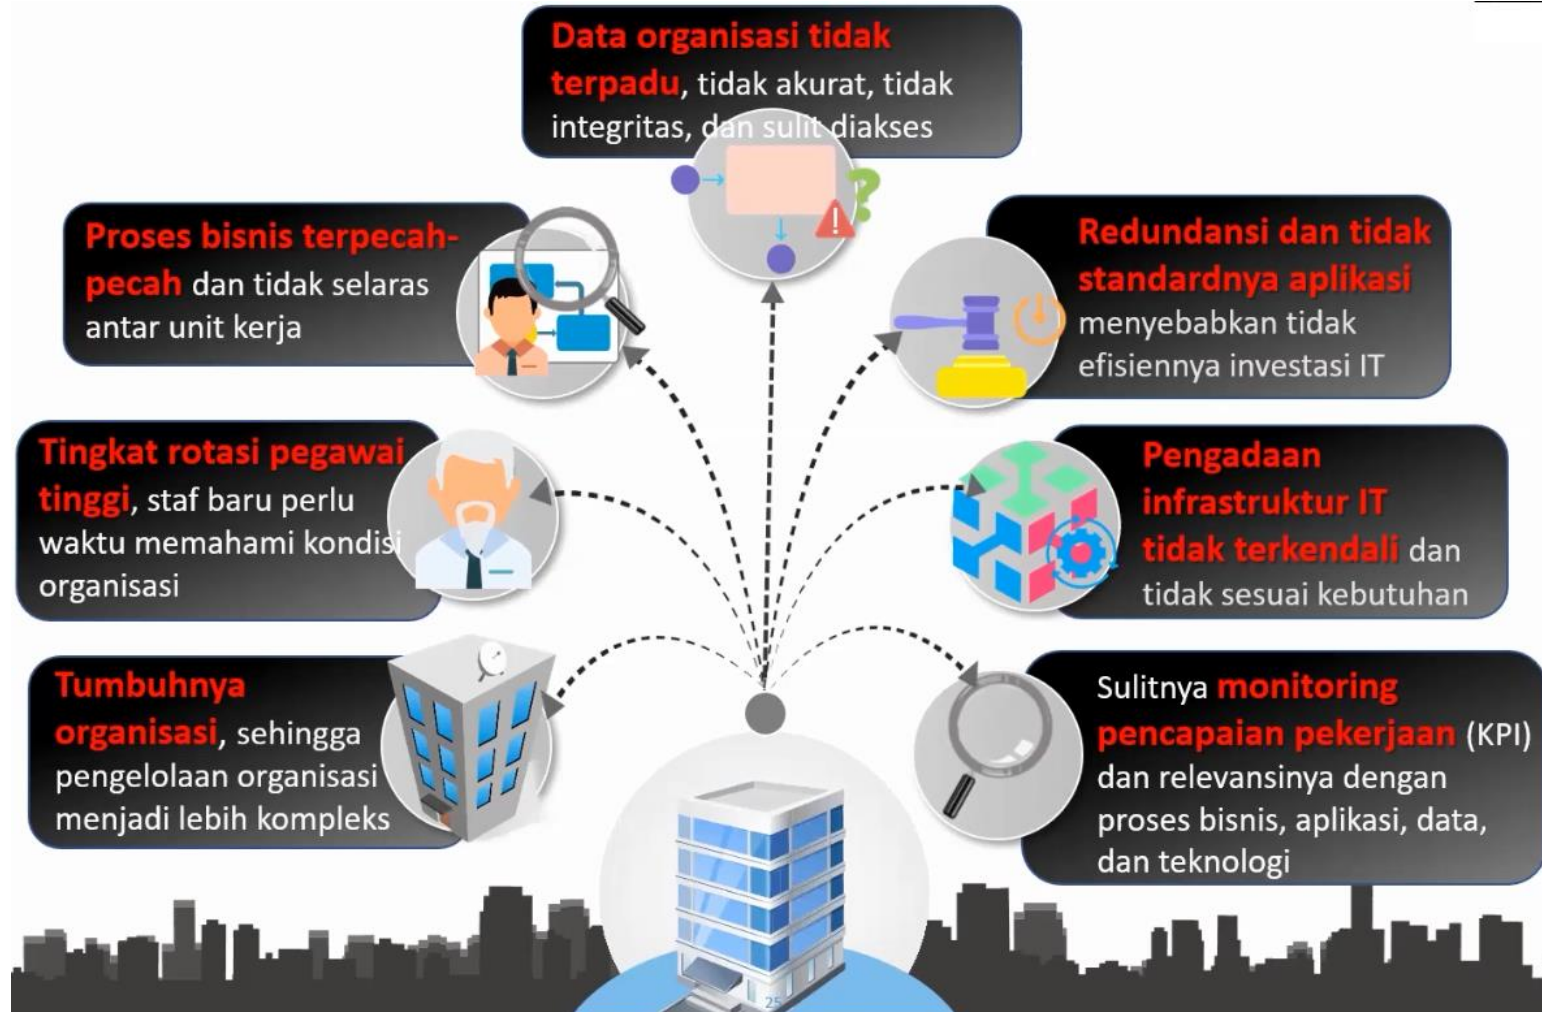 Data organisasi tidak
terpadu, tidak akurat, tidak
integritas, dan sulit diakses
Proses bisnis terpecah-
pecah dan tidak selaras
antar unit kerja
Redundansi dan tidak
standardnya aplikasi
menyebabkan tidak
efisiennya investasi IT
Tingkat rotasi pegawai
tinggi, staf baru perlu
waktu memahami kondisi
organisasi
Pengadaan
infrastruktur IT
tidak terkendali dan
tidak sesuai kebutuhan
Tumbuhnya
organisasi, sehingga
pengelolaan organisasi
menjadi lebih kompleks
Sulitnya monitoring
pencapaian pekerjaan (KPI)
dan relevansinya dengan
proses bisnis, aplikasi, data,
dan teknologi
25